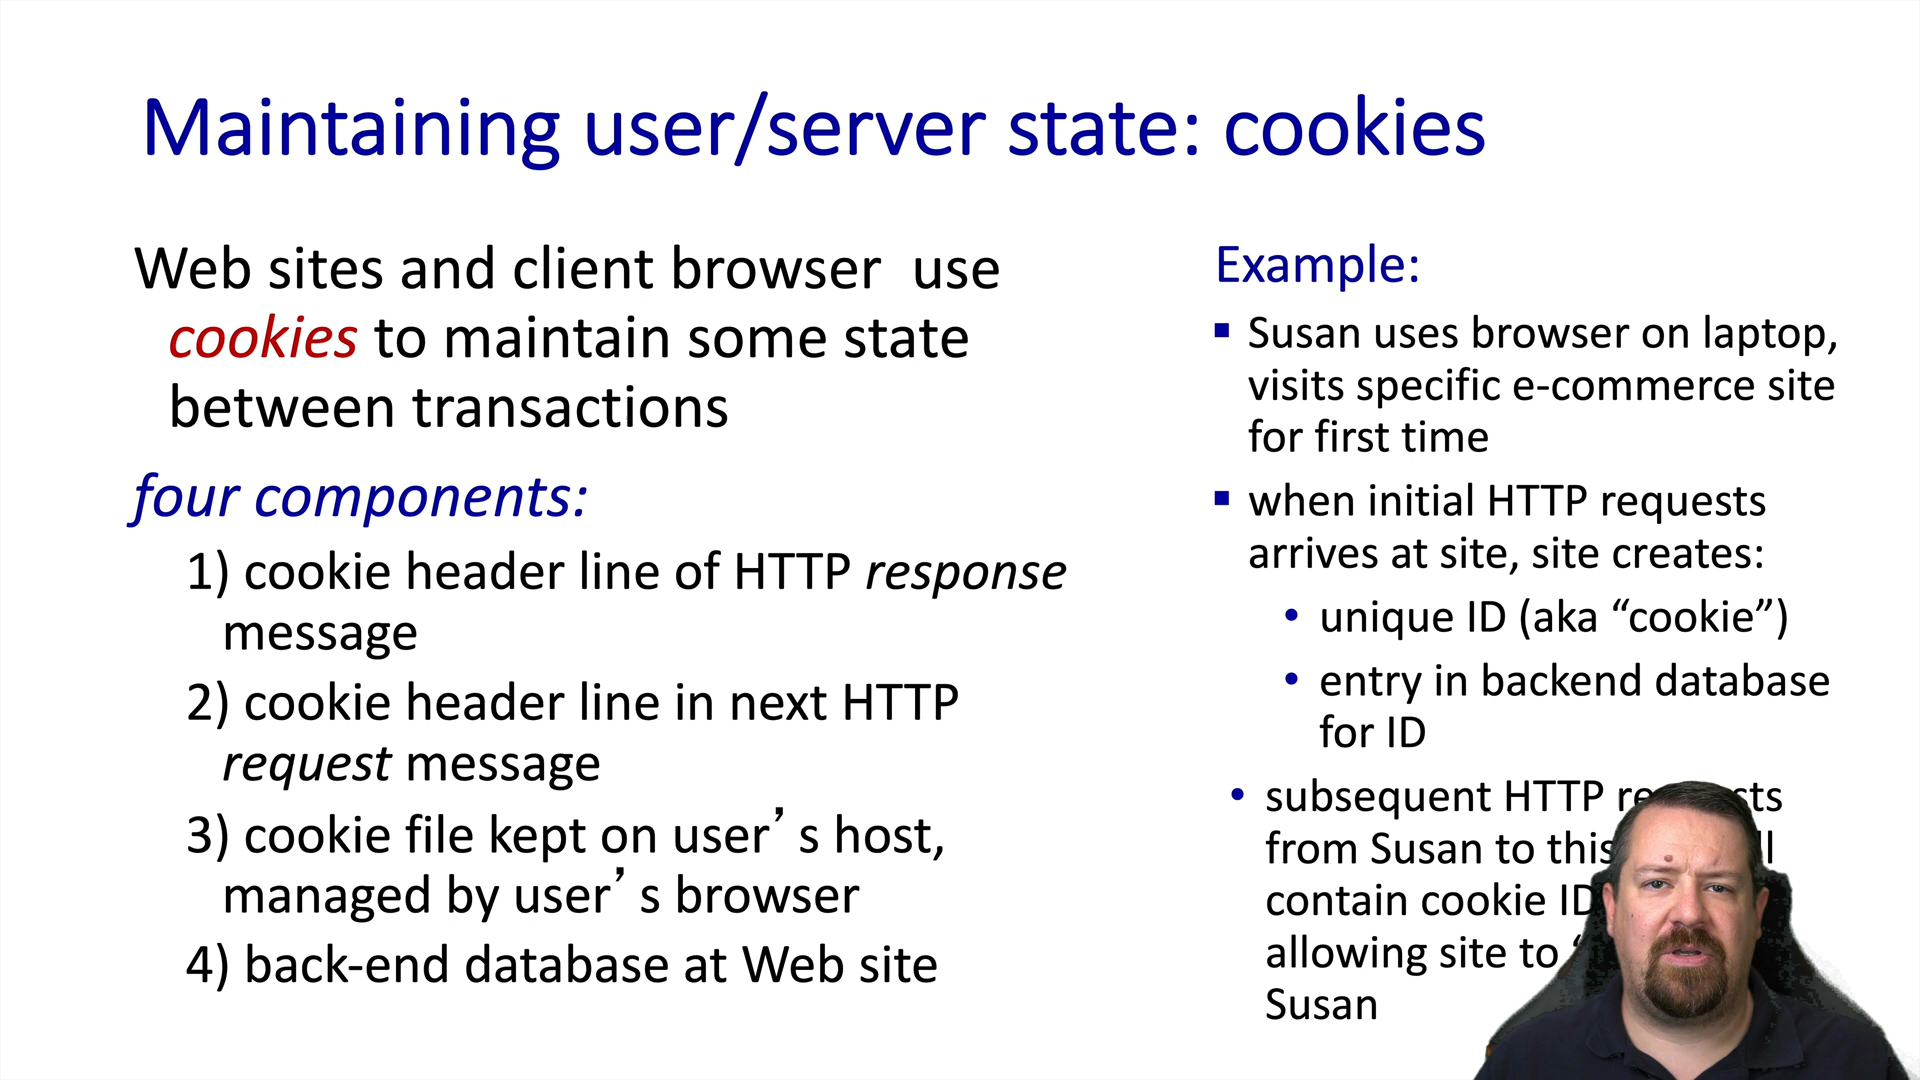 Maintaining user/server state: cookies
Web sites and client browser use
cookies to maintain some state
between transactions
four components:
1) cookie header line of HTTP response
message
2) cookie header line in next HTTP
request message
3) cookie file kept on user’s host,
managed by user’s browser
4) back-end database at Web site
Example:
▪ Susan uses browser on laptop,
visits specific e-commerce site
for first time
▪ when initial HTTP requests
arrives at site, site creates:
• unique ID (aka “cookie”)
• entry in backend database
for ID
• subsequent HTTP
from Susan to this
contain cookie ID
allowing site to
Susan